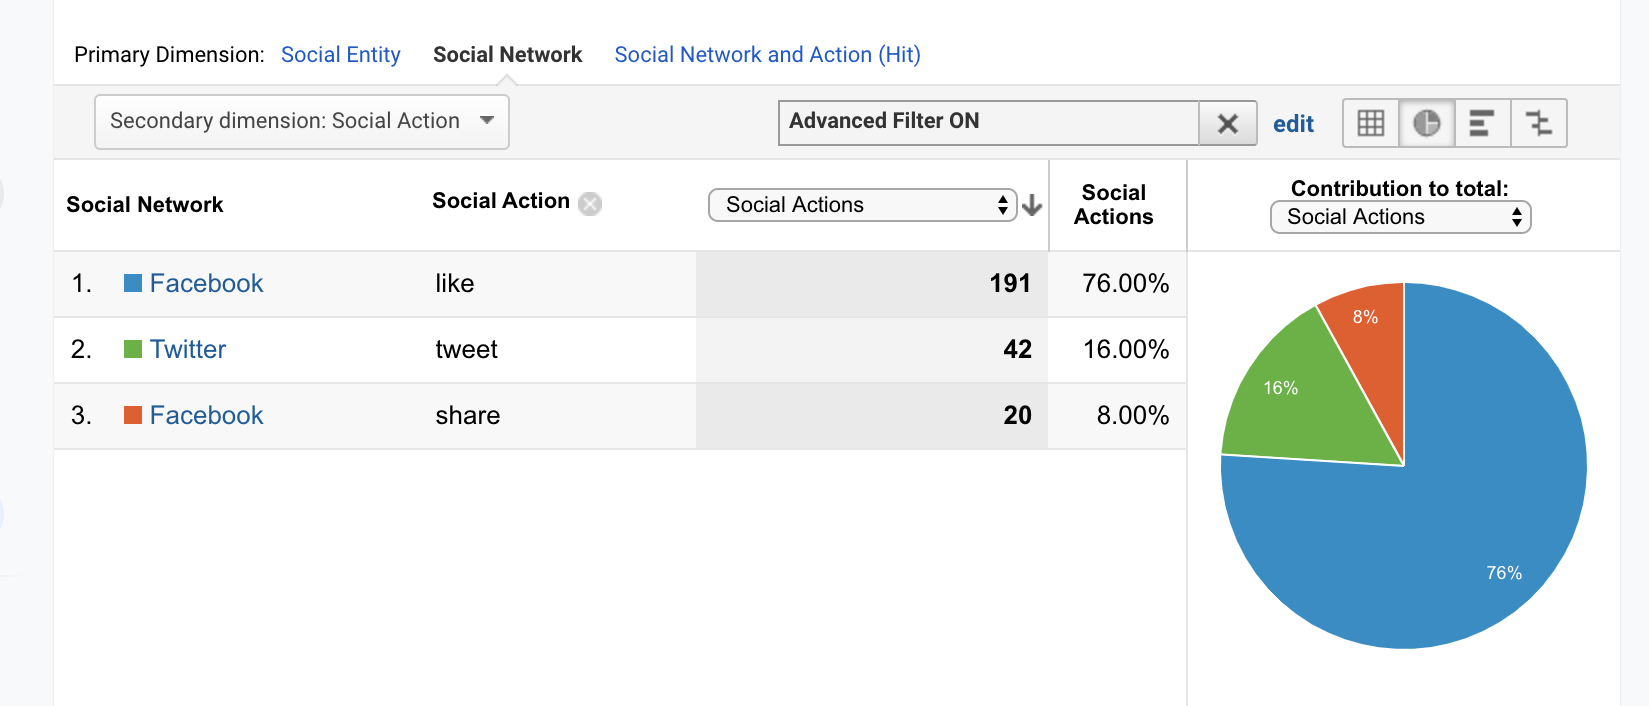 Primary Dimension: Social Entity Social Network Social Network and Action (Hit)
Secondary dimension: Social Action Advanced Filter ON edit
Social Network Social Action Social Actions Social Actions Contribution to total: Social Actions
1. Facebook like 191 76.00%
2. Twitter tweet 42 16.00%
3. Facebook share 20 8.00%
8%
16%
76%